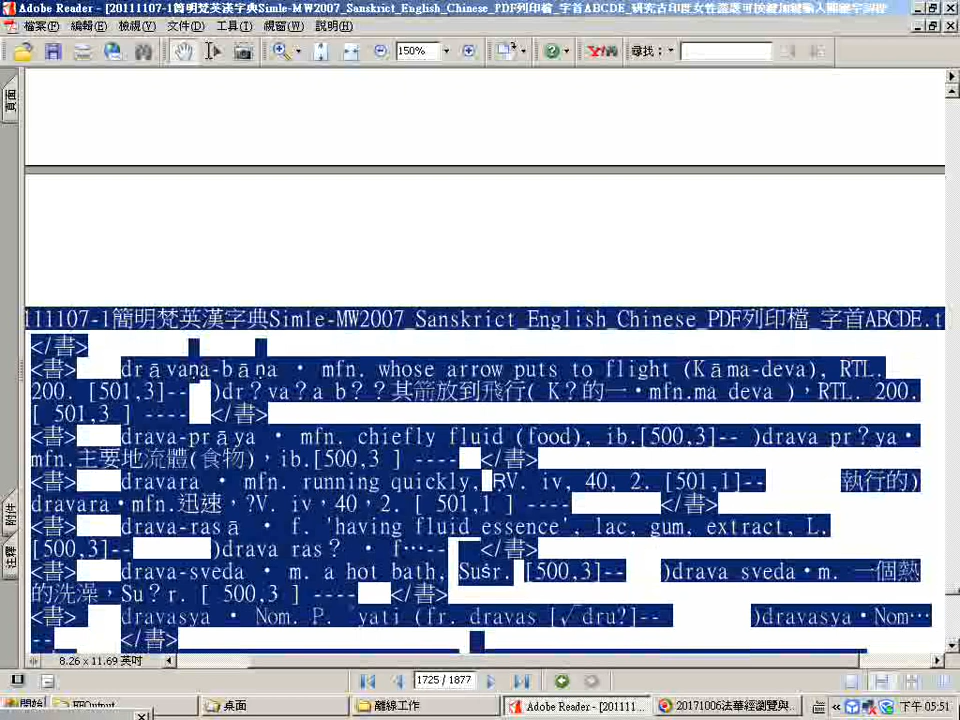 Adobe Reader - [20111107-1簡明梵英漢字典Simle-MW2007_Sanskrict_English_Chinese_PDF列印檔_字首ABCDE_研究古印度女性
檔案(F) 編輯(E) 檢視(V) 文件(D) 工具(T) 視窗(W) 說明(H)
150% 尋找:
頁面
111107-1簡明梵英漢字典Simle-MW2007_Sanskrict_English_Chinese_PDF列印檔_字首ABCDE.t
</書>
<書> drāvaṇa-bāṇa • mfn. whose arrow puts to flight (Kāma-deva), RTL.
200. [501,3]-- )dr?va?a b??其箭放到飛行( K?的一•mfn.ma deva ),RTL. 200.
[ 501,3 ] ---- </書>
<書> drava-prāya • mfn. chiefly fluid (food), ib.[500,3]-- )drava pr?ya•
mfn.主要地流體(食物),ib.[500,3 ] ---- </書>
<書> dravara • mfn. running quickly, RV. iv, 40, 2. [501,1]-- 執行的)
dravara•mfn.迅速,?V. iv,40,2. [ 501,1 ] ---- </書>
<書> drava-rasā • f. 'having fluid essence', lac, gum, extract, L.
[500,3]-- )drava ras? • f…-- </書>
<書> drava-sveda • m. a hot bath, Suśr. [500,3]-- )drava sveda•m. 一個熱
的洗澡,Su?r. [ 500,3 ] ---- </書>
<書> dravasya • Nom. P. yati (fr. dravas [√dru?]-- )dravasya•Nom…
-- </書>
附件
註釋
8.26 x 11.69 英吋
1725 / 1877
開始 桌面 離線工作 Adobe Reader - [201111... 20171006法華經瀏覽與... 下午 05:51